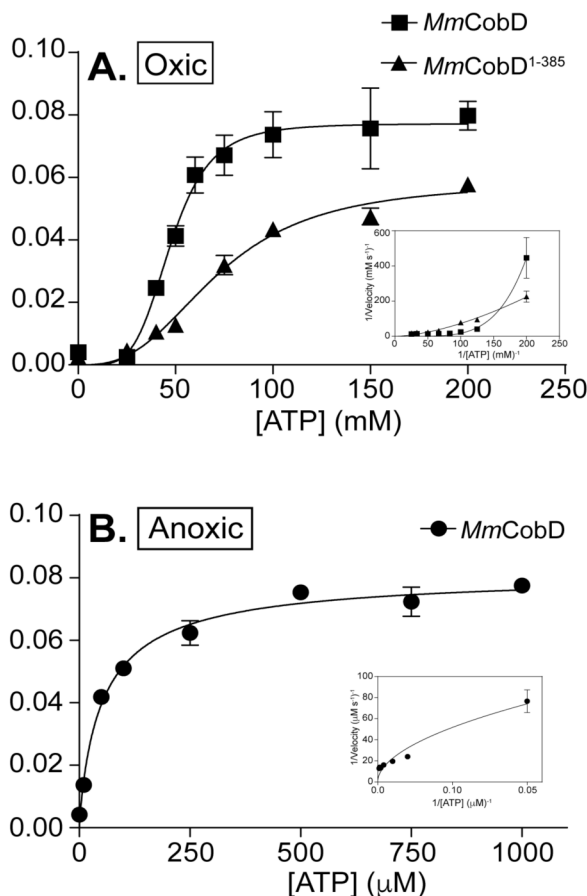 MmCobD
MmCobD1-385
A. Oxic
0.10
0.08
0.06
0.04
0.02
0.00
0 50 100 150 200 250
[ATP] (mM)
1/Velocity (mM s⁻¹)⁻¹
600
400
200
0
0 50 100 150 200
1/[ATP] (mM)⁻¹
B. Anoxic
MmCobD
0.10
0.08
0.06
0.04
0.02
0.00
0 250 500 750 1000
[ATP] (μM)
1/Velocity (μM s⁻¹)⁻¹
100
80
60
40
20
0
0.0 0.10 0.05
1/[ATP] (μM)⁻¹